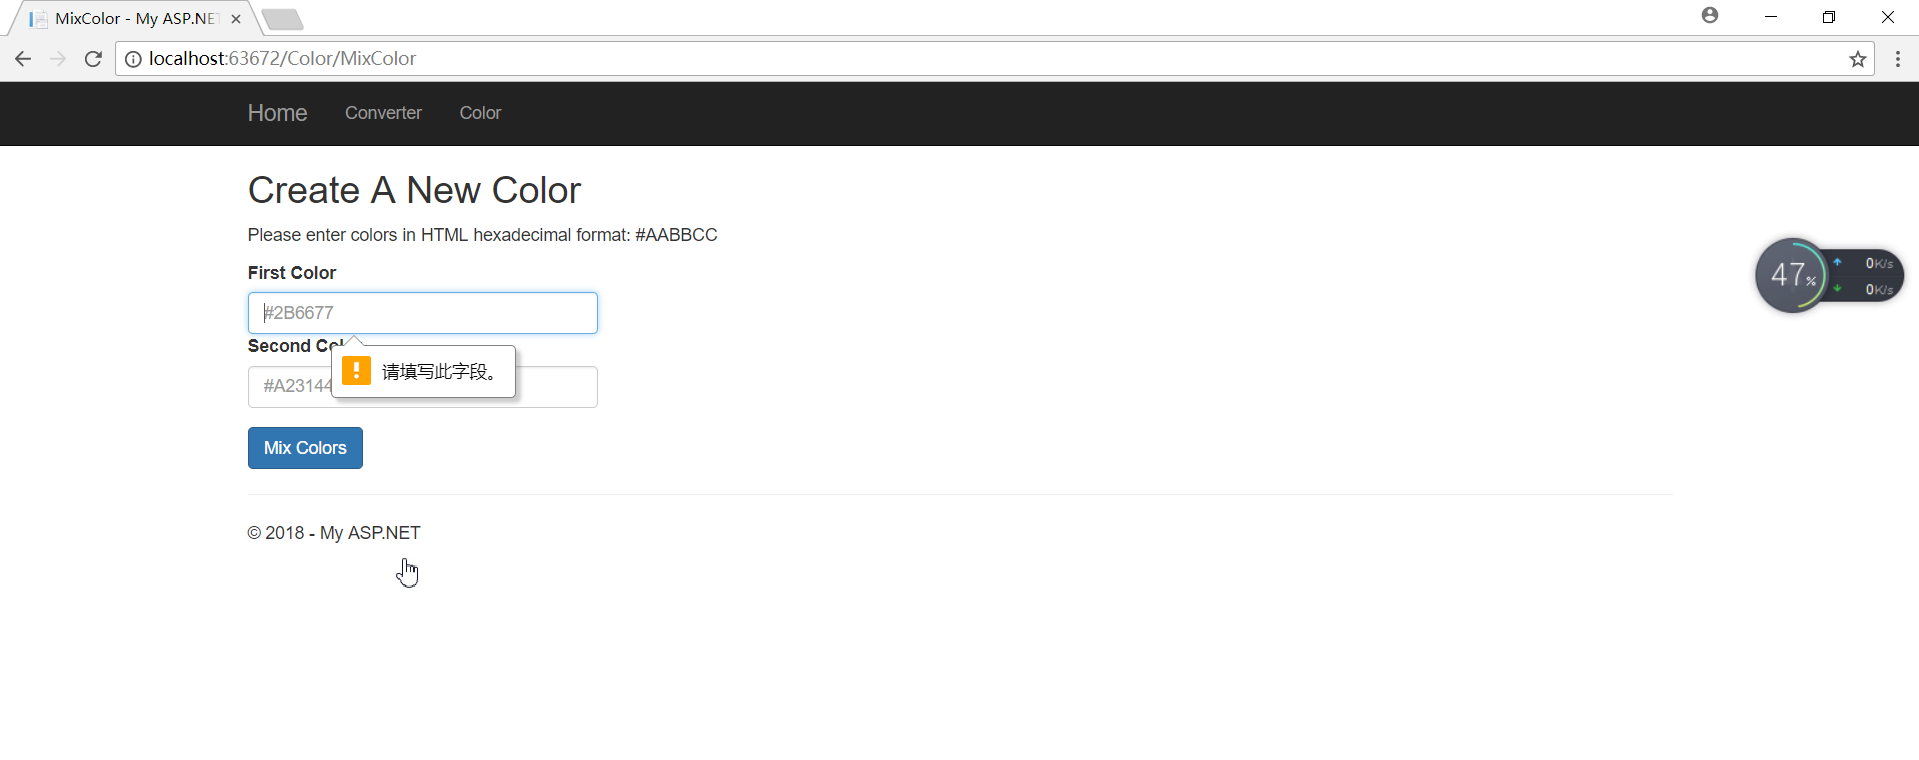 MixColor - My ASP.NET
localhost:63672/Color/MixColor
Home Converter Color
Create A New Color
Please enter colors in HTML hexadecimal format: #AABBCC
First Color
#2B6677
Second Col
请填写此字段。
#A23144
Mix Colors
© 2018 - My ASP.NET
47%
0K/s
0K/s